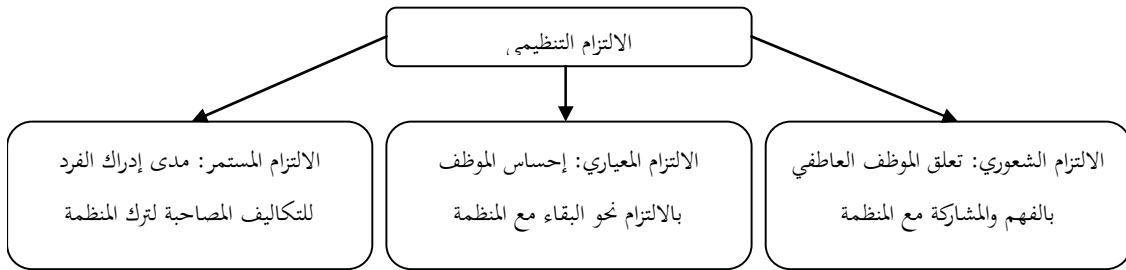 الالتزام التنظيمي
الالتزام الشعوري: تعلق الموظف العاطفي
بالفهم والمشاركة مع المنظمة
الالتزام المعياري: إحساس الموظف
بالالتزام نحو البقاء مع المنظمة
الالتزام المستمر: مدى إدراك الفرد
للتكاليف المصاحبة لترك المنظمة